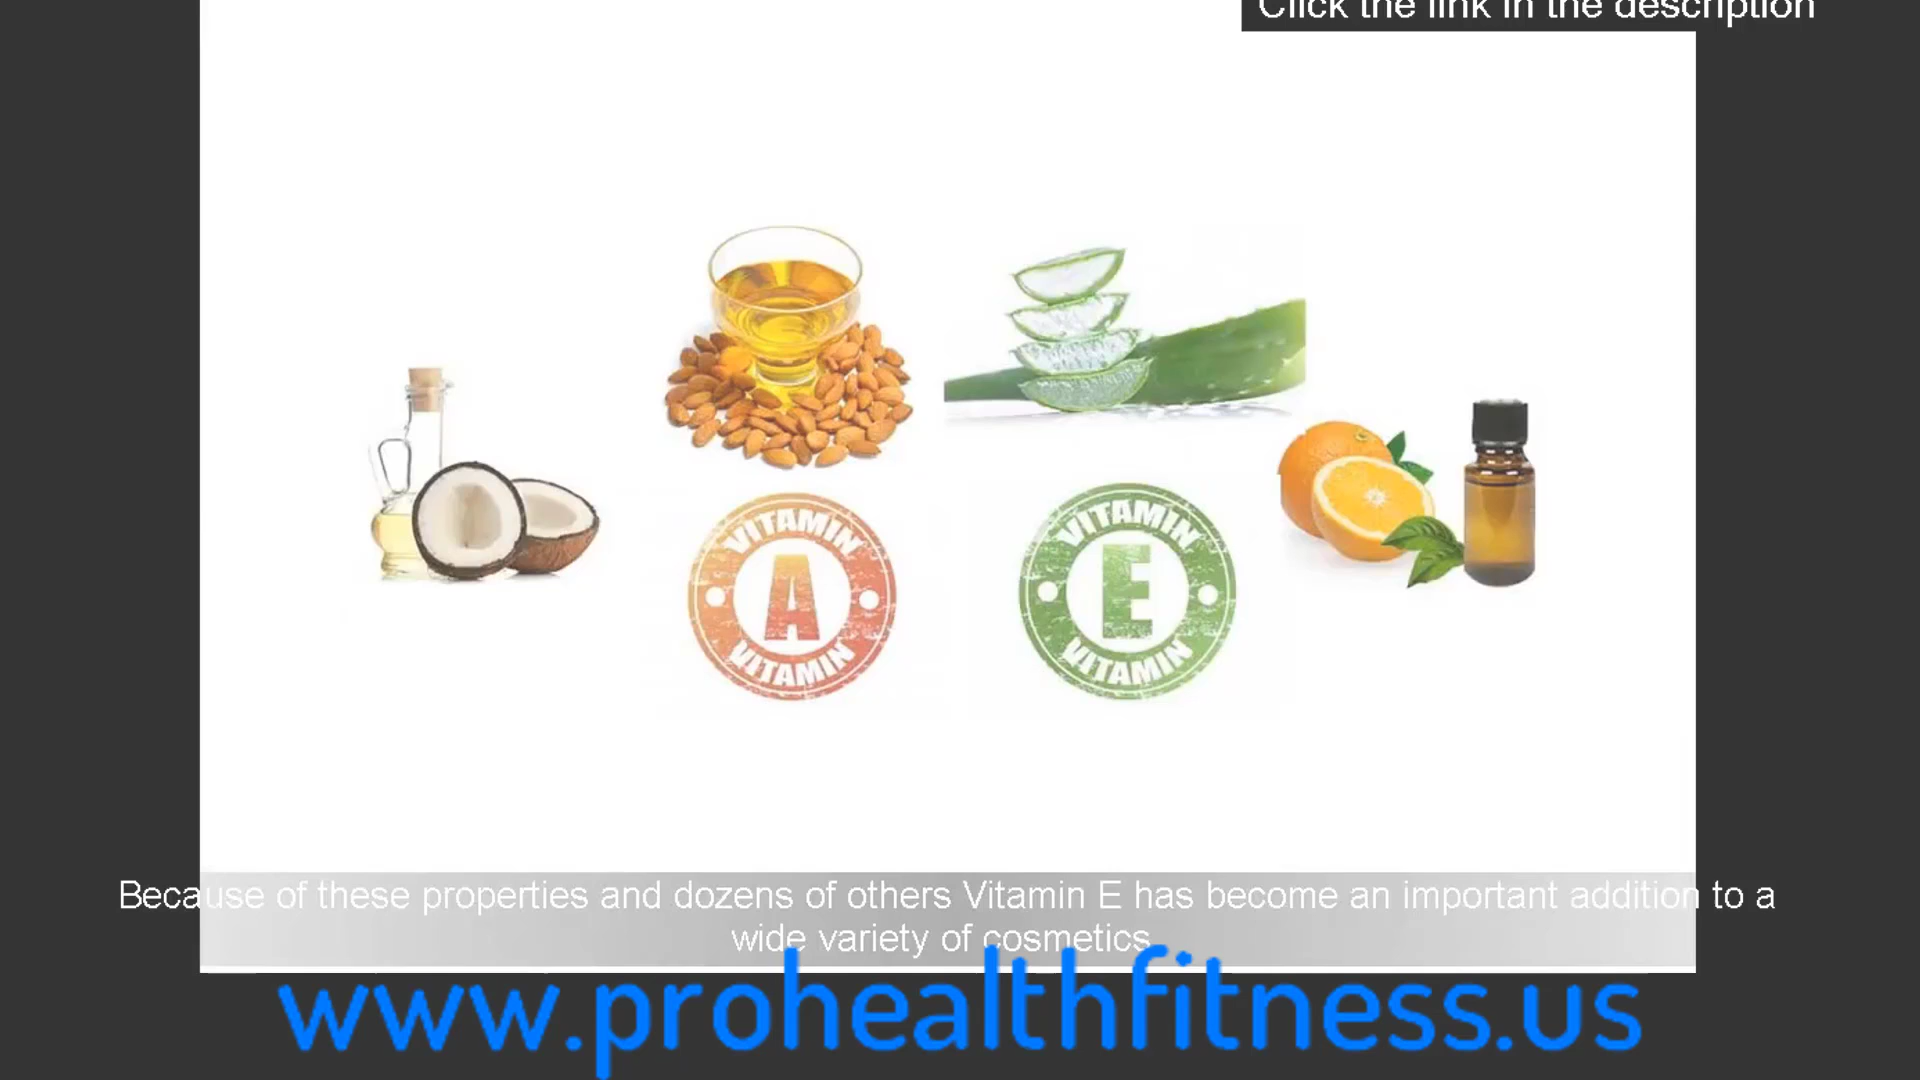 Click the link in the description
VITAMIN
A
VITAMIN
VITAMIN
E
VITAMIN
Because of these properties and dozens of others Vitamin E has become an important addition to a
wide variety of cosmetics.
www.prohealthfitness.us